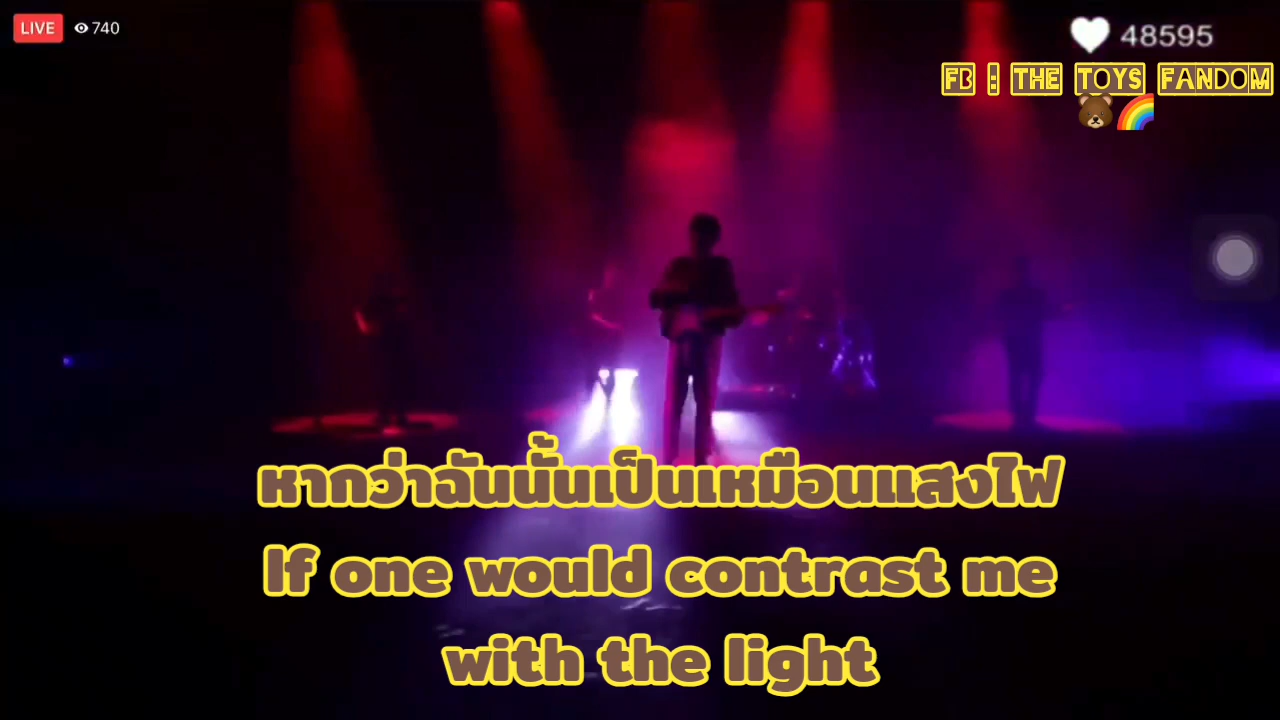 LIVE 740
48595
FB : THE TOYS FANDOM
🐻🌈
หากว่าฉันนั้นเป็นเหมือนแสงไฟ
If one would contrast me
with the light